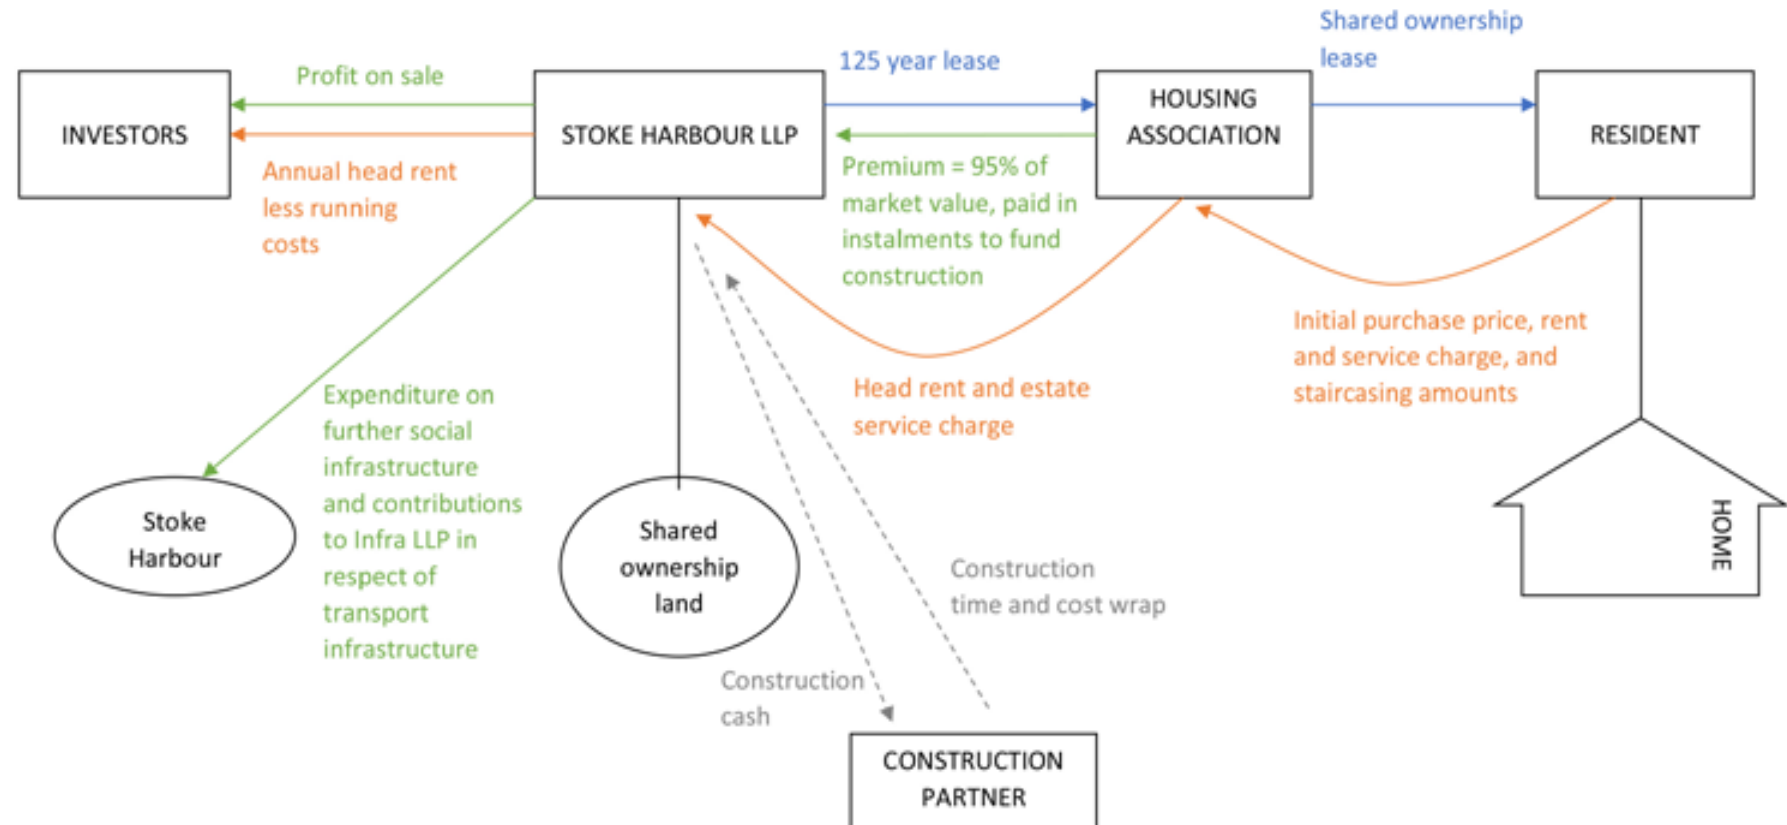 Shared ownership
lease
125 year lease
Profit on sale
INVESTORS
STOKE HARBOUR LLP
HOUSING
ASSOCIATION
RESIDENT
Annual head rent
less running
costs
Premium = 95% of
market value, paid in
instalments to fund
construction
Initial purchase price, rent
and service charge, and
staircasing amounts
Head rent and estate
service charge
Expenditure on
further social
infrastructure
and contributions
to Infra LLP in
respect of
transport
infrastructure
Stoke
Harbour
Shared
ownership
land
HOME
Construction
time and cost wrap
Construction
cash
CONSTRUCTION
PARTNER